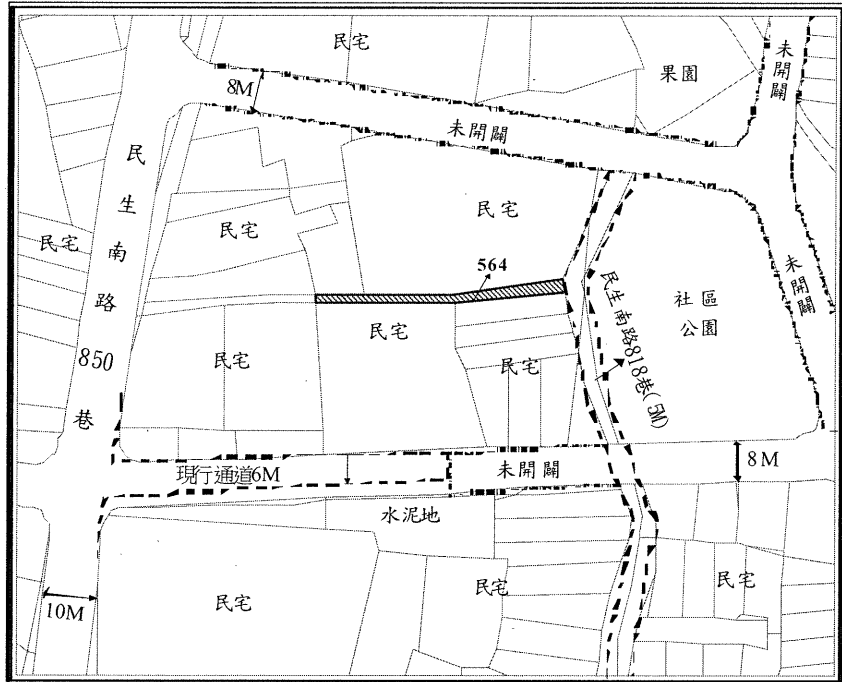 民宅
果園
未開闢
8M
未開闢
民生南路850巷
民宅
民宅
民宅
564
未開闢
社區
公園
民生南路818巷(5M)
民宅
民宅
民宅
現行通道6M
未開闢
8M
水泥地
民宅
民宅
民宅
10M